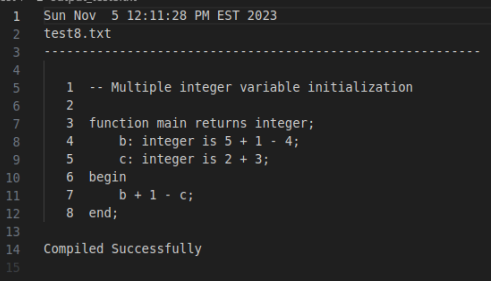 1 Sun Nov  5 12:11:28 PM EST 2023
2 test8.txt
3 ----------------------------------------------------------
4
5    1  -- Multiple integer variable initialization
6    2
7    3  function main returns integer;
8    4      b: integer is 5 + 1 - 4;
9    5      c: integer is 2 + 3;
10    6  begin
11    7      b + 1 - c;
12    8  end;
13
14 Compiled Successfully
15